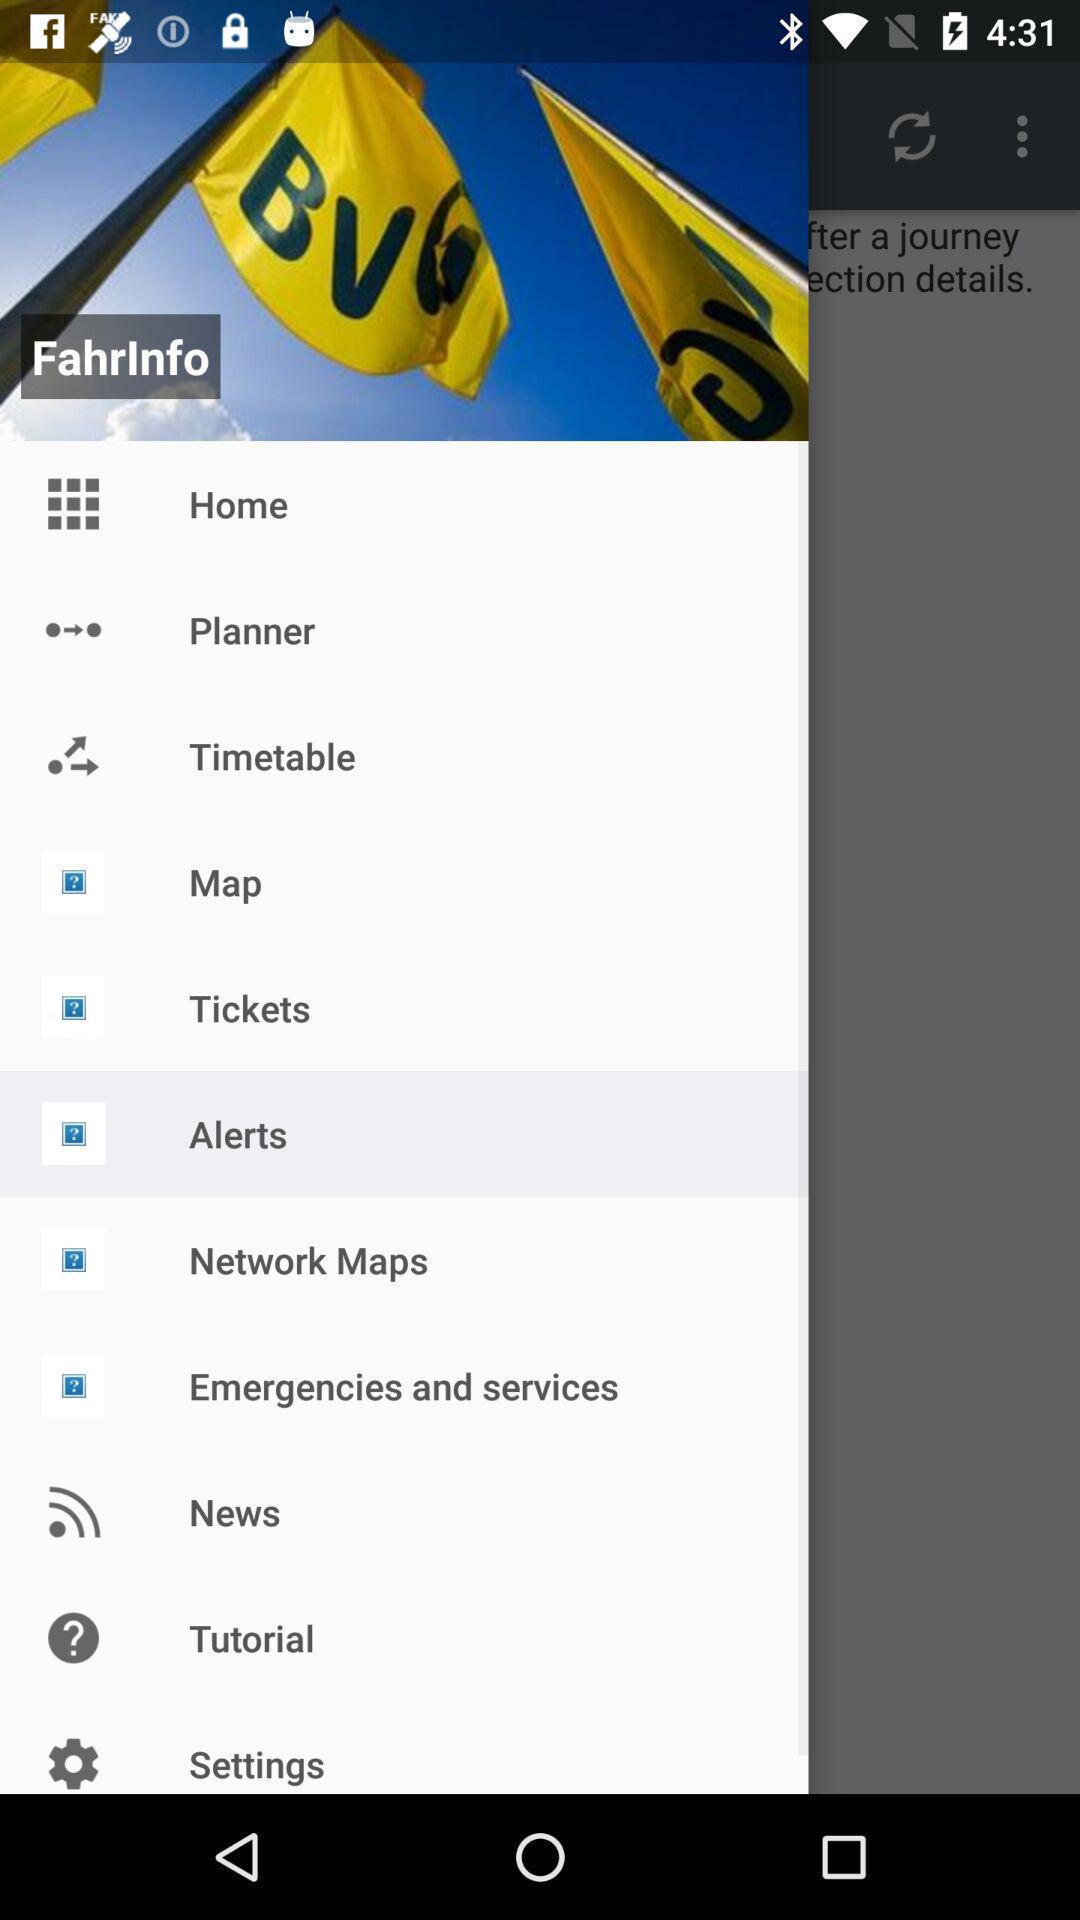 FAKE
4:31
BVG
FahrInfo
fter a journey
ection details.
Home
Planner
Timetable
Map
Tickets
Alerts
Network Maps
Emergencies and services
News
Tutorial
Settings